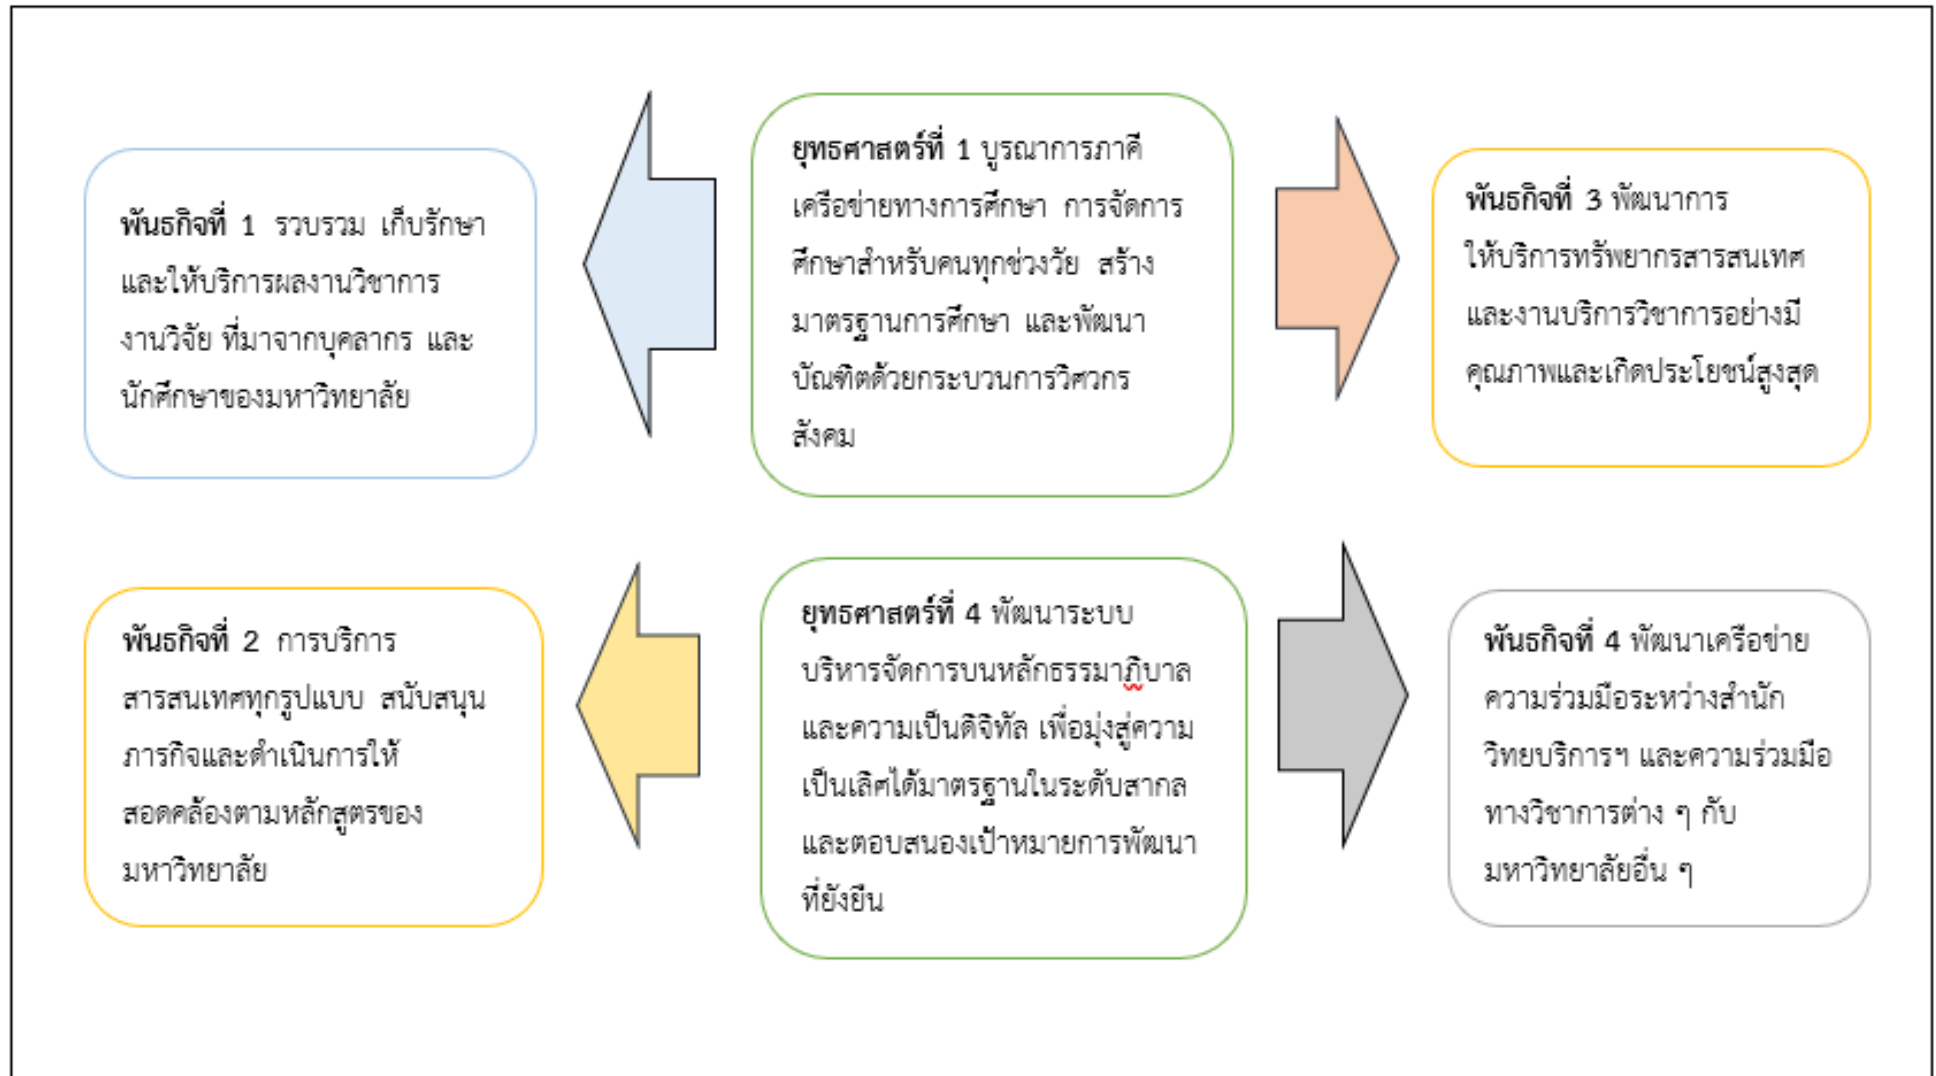 พันธกิจที่ 1 รวบรวม เก็บรักษา
และให้บริการผลงานวิชาการ
งานวิจัย ที่มาจากบุคลากร และ
นักศึกษาของมหาวิทยาลัย
ยุทธศาสตร์ที่ 1 บูรณาการภาคี
เครือข่ายทางการศึกษา การจัดการ
ศึกษาสำหรับคนทุกช่วงวัย สร้าง
มาตรฐานการศึกษา และพัฒนา
บัณฑิตด้วยกระบวนการวิศวกร
สังคม
พันธกิจที่ 3 พัฒนาการ
ให้บริการทรัพยากรสารสนเทศ
และงานบริการวิชาการอย่างมี
คุณภาพและเกิดประโยชน์สูงสุด
พันธกิจที่ 2 การบริการ
สารสนเทศทุกรูปแบบ สนับสนุน
ภารกิจและดำเนินการให้
สอดคล้องตามหลักสูตรของ
มหาวิทยาลัย
ยุทธศาสตร์ที่ 4 พัฒนาระบบ
บริหารจัดการบนหลักธรรมาภิบาล
และความเป็นดิจิทัล เพื่อมุ่งสู่ความ
เป็นเลิศได้มาตรฐานในระดับสากล
และตอบสนองเป้าหมายการพัฒนา
ที่ยั่งยืน
พันธกิจที่ 4 พัฒนาเครือข่าย
ความร่วมมือระหว่างสำนัก
วิทยบริการฯ และความร่วมมือ
ทางวิชาการต่าง ๆ กับ
มหาวิทยาลัยอื่น ๆ